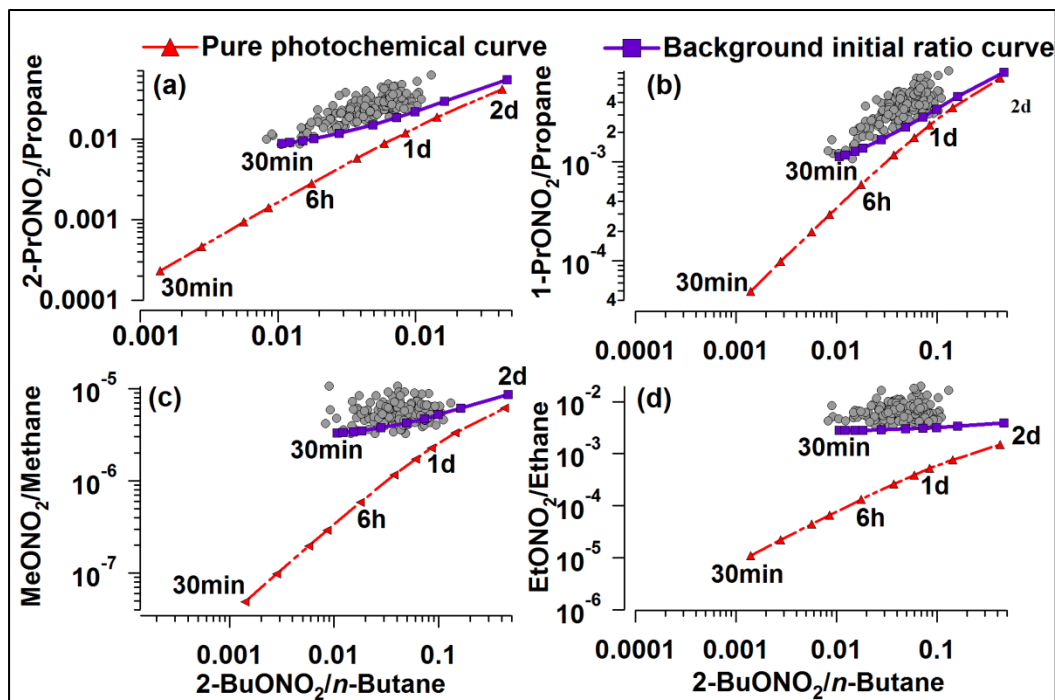 Pure photochemical curve
Background initial ratio curve
(a)
2-PrONO2/Propane
0.01
0.001
0.0001
30min
6h
1d
2d
30min
0.001
0.01
0.01
(b)
1-PrONO2/Propane
4
2
10-3
4
2
10-4
4
30min
6h
1d
2d
30min
0.0001
0.001
0.01
0.1
(c)
MeONO2/Methane
10-5
10-6
10-7
30min
6h
1d
2d
30min
0.001
0.01
0.1
2-BuONO2/n-Butane
(d)
EtONO2/Ethane
10-2
10-3
10-4
10-5
10-6
30min
6h
1d
2d
30min
0.0001
0.001
0.01
0.1
2-BuONO2/n-Butane